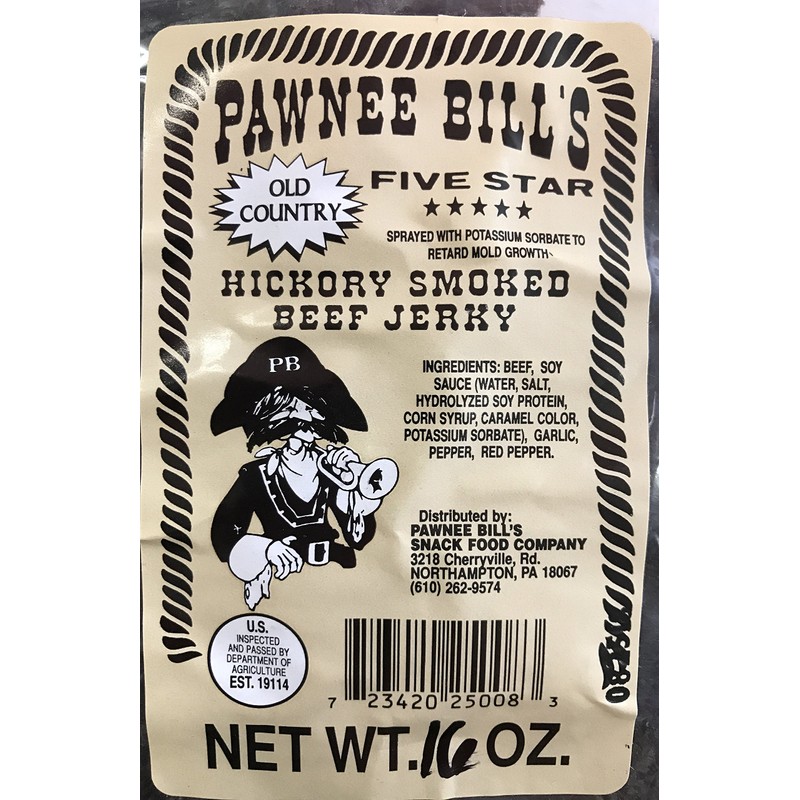 PAWNEE BILL'S
OLD
COUNTRY
FIVE STAR
SPRAYED WITH POTASSIUM SORBATE TO
RETARD MOLD GROWTH
HICKORY SMOKED
BEEF JERKY
PB
INGREDIENTS: BEEF, SOY
SAUCE (WATER, SALT,
HYDROLYZED SOY PROTEIN,
CORN SYRUP, CARAMEL COLOR,
POTASSIUM SORBATE), GARLIC,
PEPPER, RED PEPPER.
Distributed by:
PAWNEE BILL'S
SNACK FOOD COMPANY
3218 Cherryville, Rd.
NORTHAMPTON, PA 18067
(610) 262-9574
U.S.
INSPECTED
AND PASSED BY
DEPARTMENT OF
AGRICULTURE
EST. 19114
7 23420 25008 3
NET WT. 16 OZ.